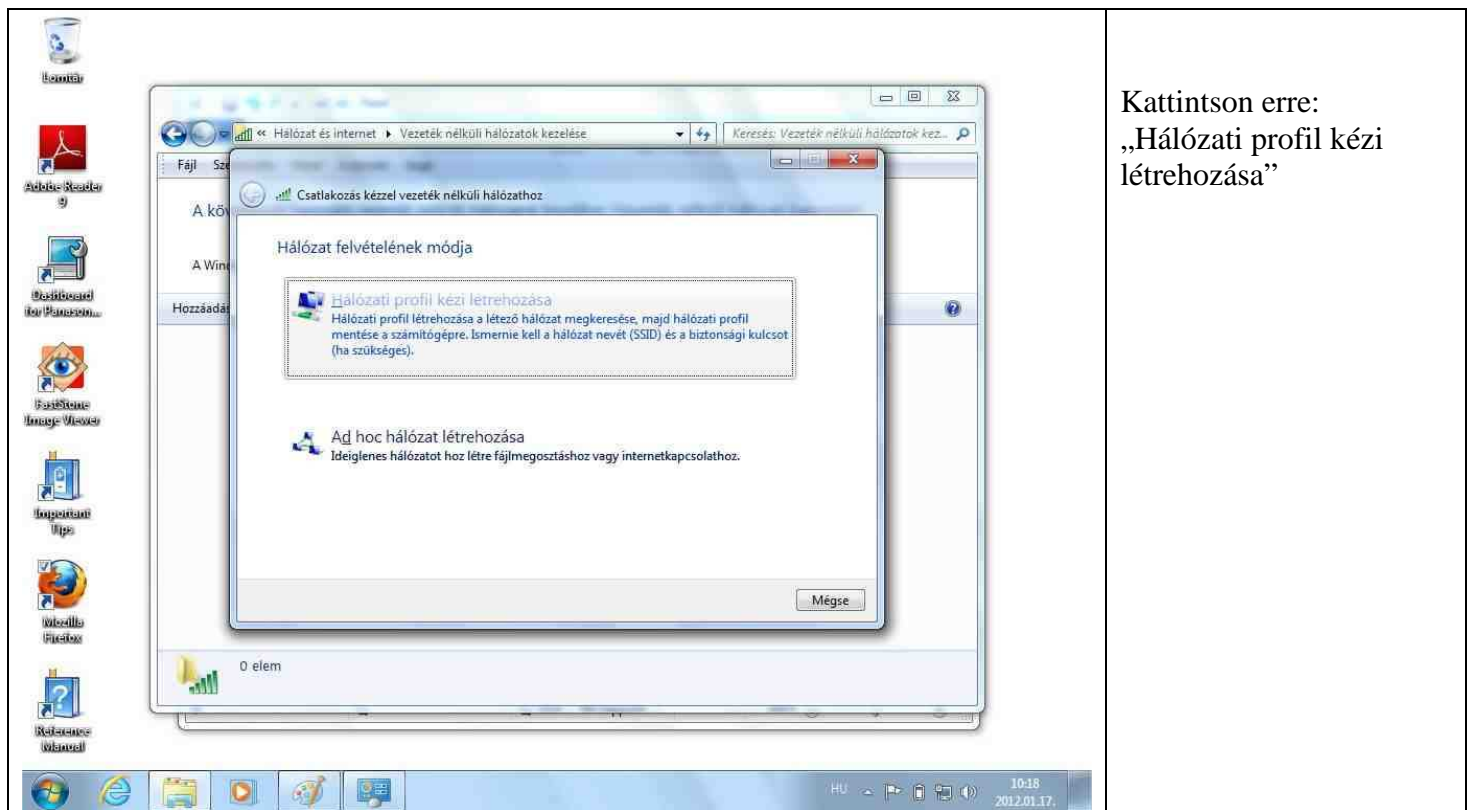 Lomtár
Adobe Reader
9
Dashboard
for Panason...
FastStone
Image Viewer
Important
Tips
Mozilla
Firefox
Reference
Manual
« Hálózat és internet ▸ Vezeték nélküli hálózatok kezelése
Keresés: Vezeték nélküli hálózatok kez...
Fájl
A Win
Hozzáadás
Csatlakozás kézzel vezeték nélküli hálózathoz
Hálózat felvételének módja
Hálózati profil kézi létrehozása
Hálózati profil létrehozása a létező hálózat megkeresése, majd hálózati profil
mentése a számítógépre. Ismernie kell a hálózat nevét (SSID) és a biztonsági kulcsot
(ha szükséges).
Ad hoc hálózat létrehozása
Ideiglenes hálózatot hoz létre fájlmegosztáshoz vagy internetkapcsolathoz.
Mégse
0 elem
HU
10:18
2012.01.17.
Kattintson erre:
„Hálózati profil kézi
létrehozása”